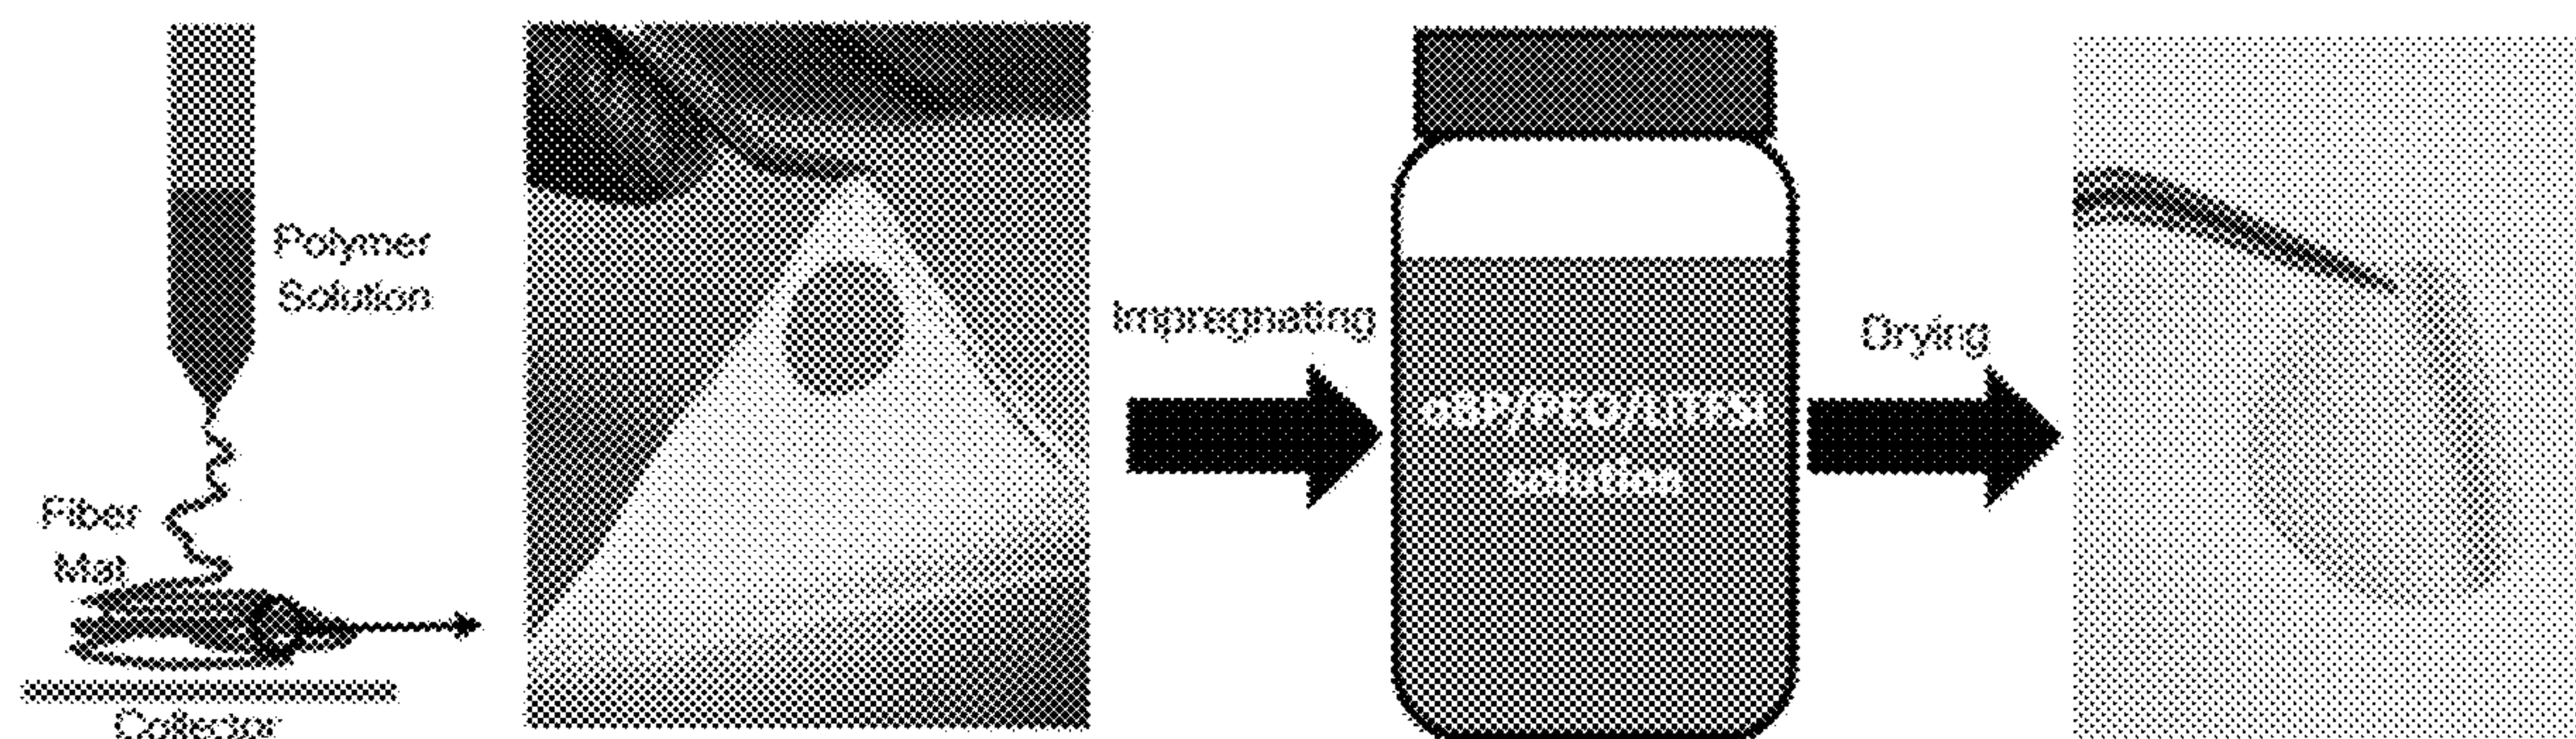 Polymer
Solution
Fiber
Mat
Collector
Impregnating
solution
Drying